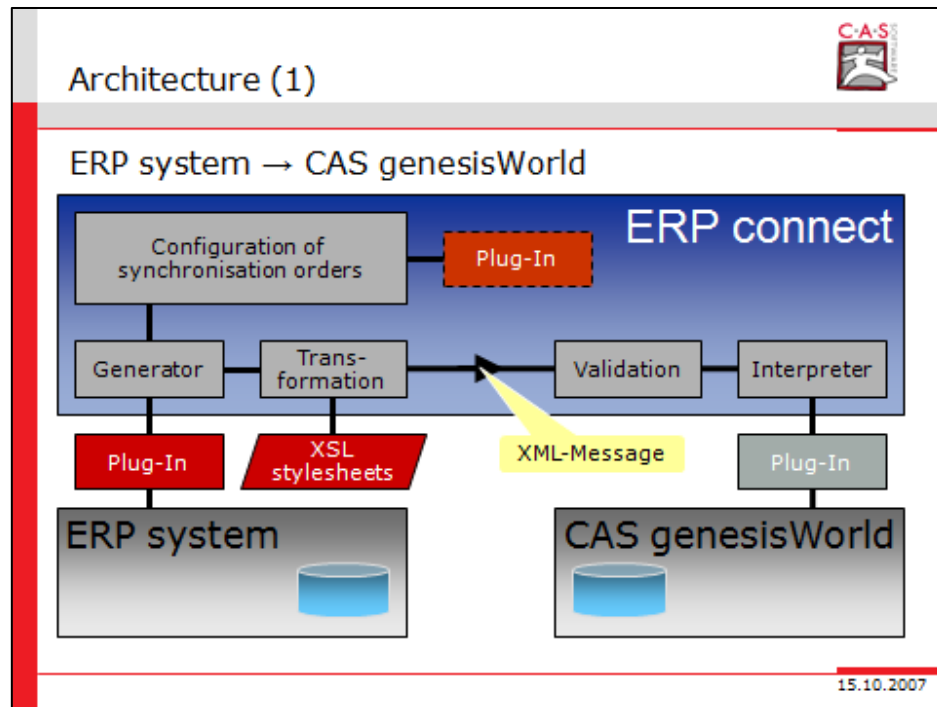 C·A·S
SOFTWARE
Architecture (1)
ERP system → CAS genesisWorld
ERP connect
Configuration of
synchronisation orders
Plug-In
Generator
Trans-
formation
Validation
Interpreter
Plug-In
XSL
stylesheets
XML-Message
Plug-In
ERP system
CAS genesisWorld
15.10.2007